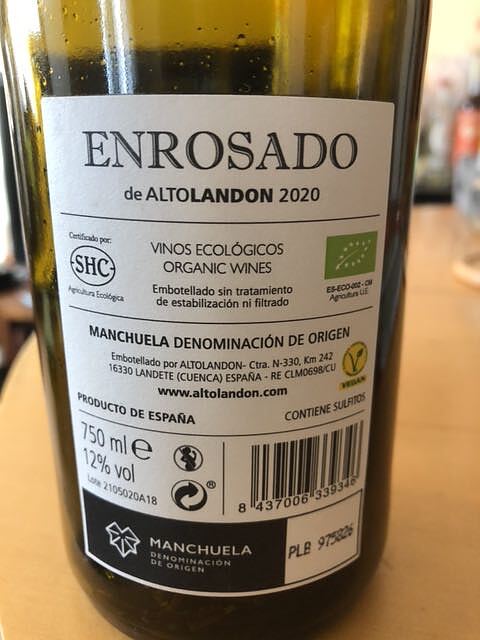 ENROSADO
de ALTOLANDON 2020
Certificado por:
SHC
Agricultura Ecológica
VINOS ECOLÓGICOS
ORGANIC WINES
Embotellado sin tratamiento
de estabilización ni filtrado
ES-ECO-002-CM
Agricultura U.E.
MANCHUELA DENOMINACIÓN DE ORIGEN
Embotellado por ALTOLANDON- Ctra. N-330, Km 242
16330 LANDETE (CUENCA) ESPAÑA - RE CLM0698/CU
www.altolandon.com
V
VEGAN
PRODUCTO DE ESPAÑA
CONTIENE SULFITOS
750 ml e
12% vol
Lote 2105020A18
®
8 437006 339346
MANCHUELA
DENOMINACIÓN
DE ORIGEN
PLB 975826